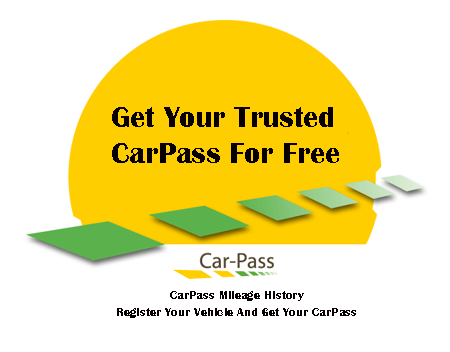 Get Your Trusted
CarPass For Free
Car-Pass
CarPass Mileage History
Register Your Vehicle And Get Your CarPass